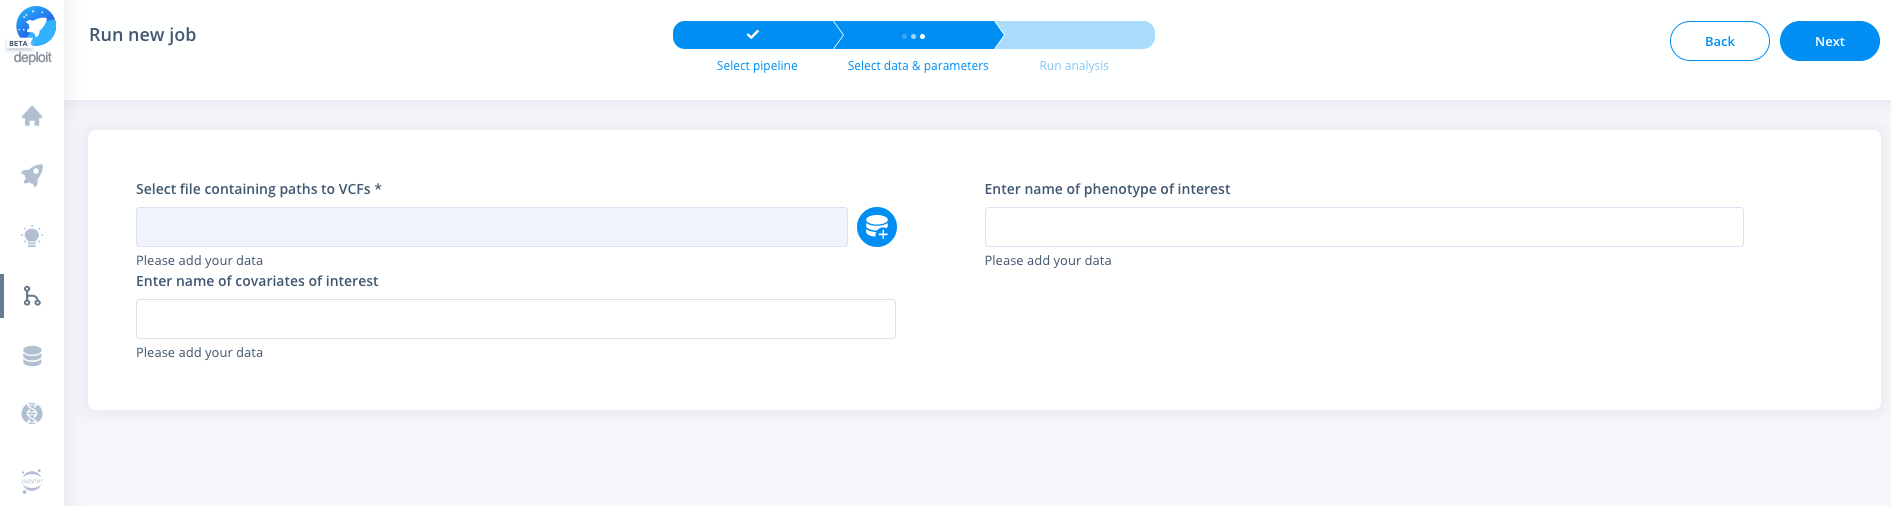 BETA
deploit
Run new job
Select pipeline
Select data & parameters
Run analysis
Back
Next
Select file containing paths to VCFs *
Please add your data
Enter name of phenotype of interest
Please add your data
Enter name of covariates of interest
Please add your data
jupyter